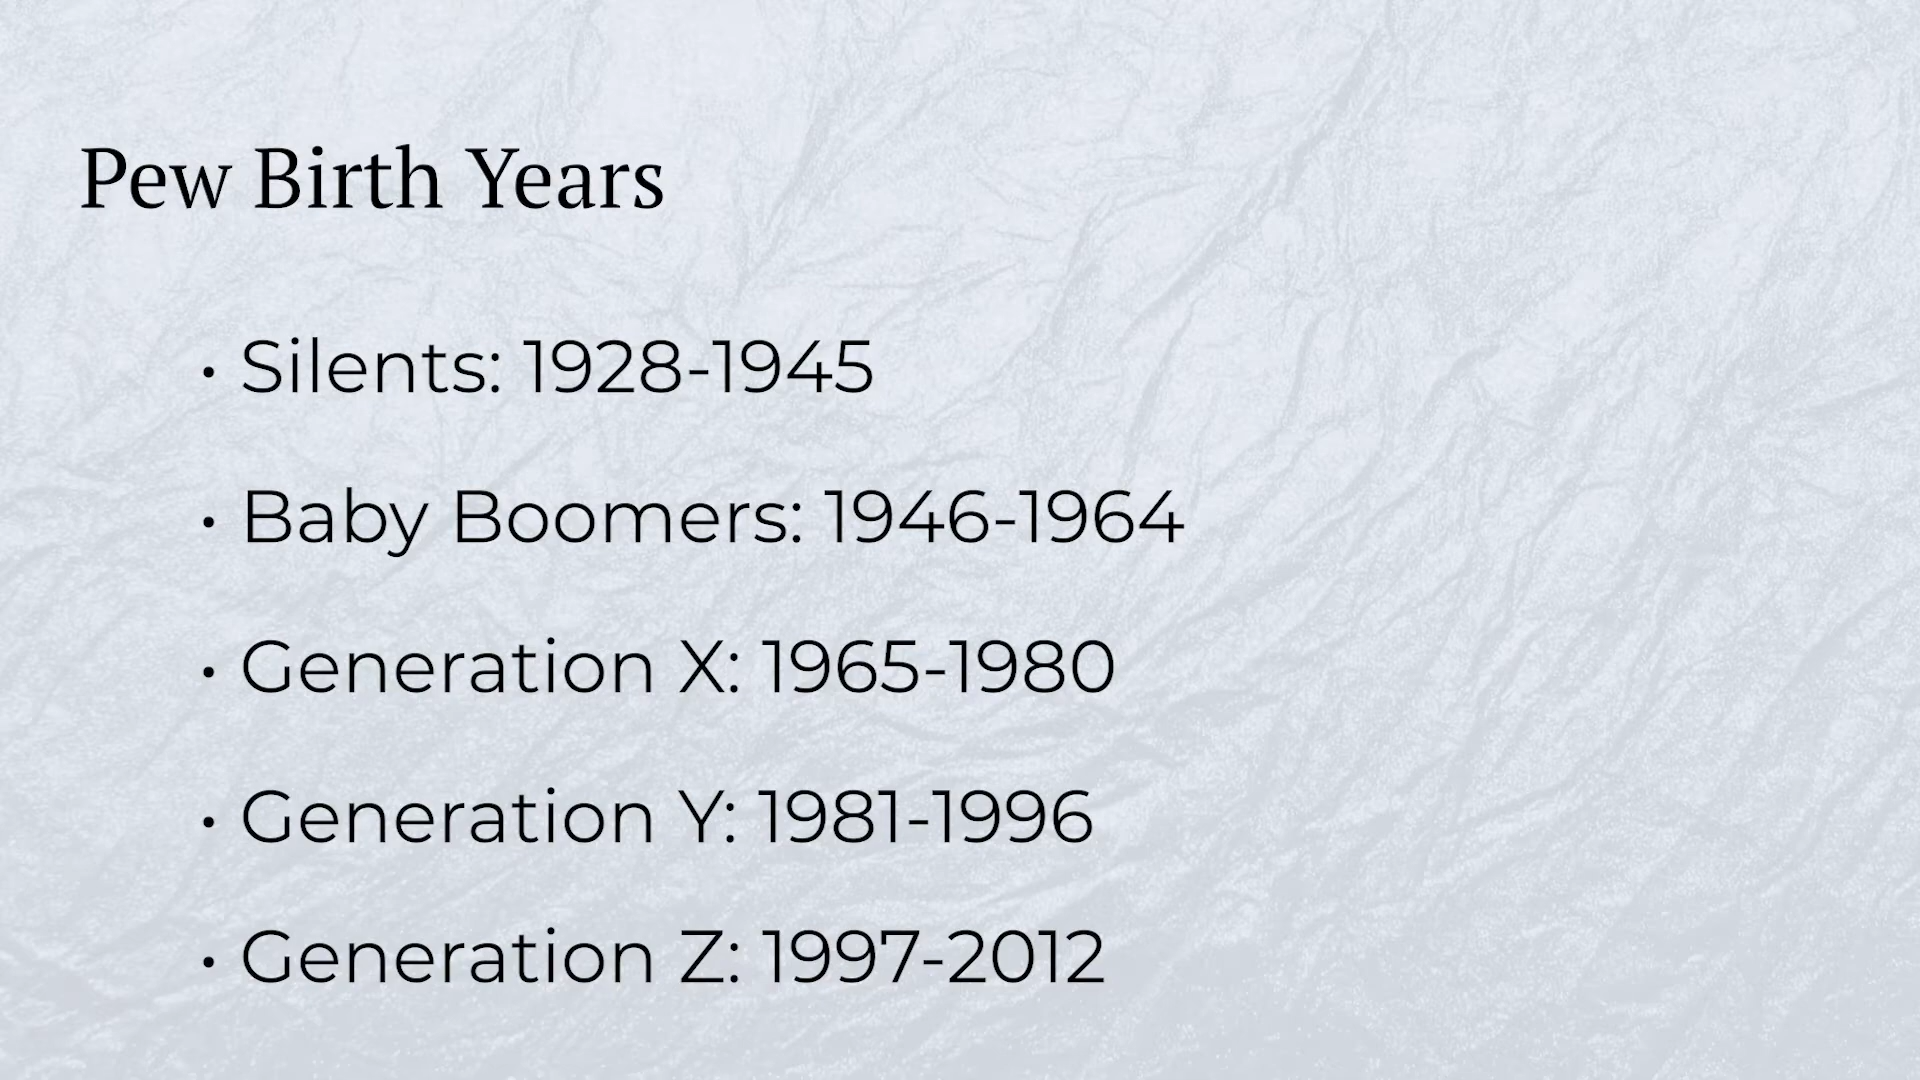 Pew Birth Years
• Silents: 1928-1945
• Baby Boomers: 1946-1964
• Generation X: 1965-1980
• Generation Y: 1981-1996
• Generation Z: 1997-2012